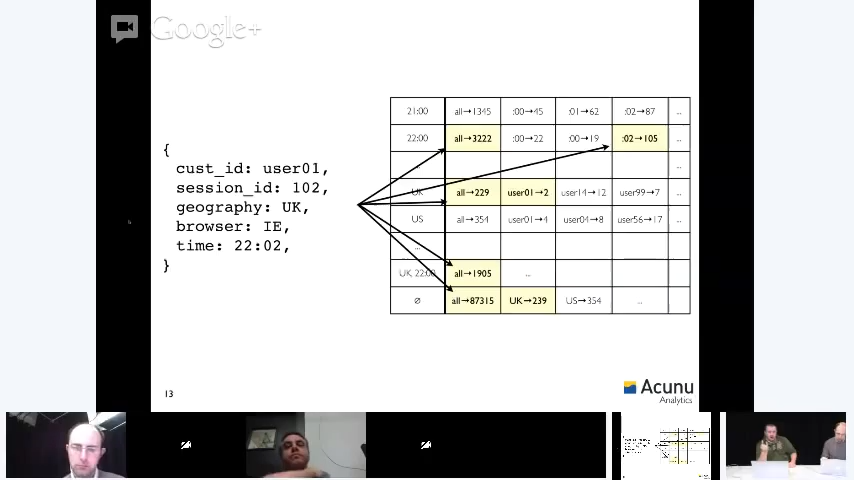 Google+
{
cust_id: user01,
session_id: 102,
geography: UK,
browser: IE,
time: 22:02,
}
21:00 all→1345 :00→45 :01→62 :02→87 ...
22:00 all→3222 :00→22 :00→19 :02→105 ...
...
UK all→229 user01→2 user14→12 user99→7 ...
US all→354 user01→4 user04→8 user56→17 ...
...
UK, 22:00 all→1905 ...
∅ all→87315 UK→239 US→354 ...
13
Acunu
Analytics